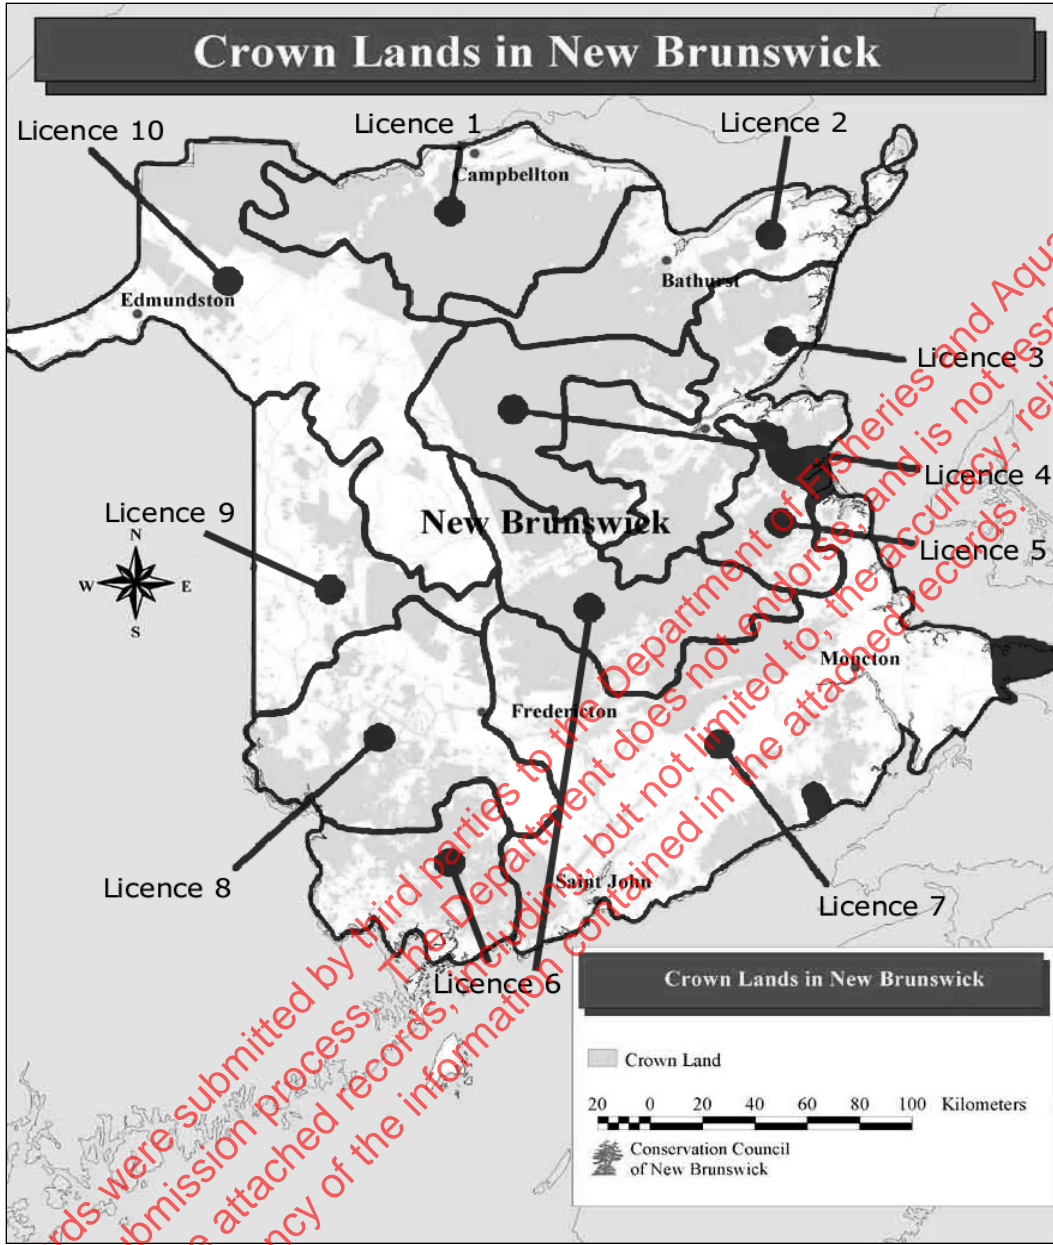 Crown Lands in New Brunswick
Licence 10
Licence 1
Licence 2
Campbellton
Bathurst
Edmundston
Licence 3
Licence 4
Licence 9
New Brunswick
Licence 5
N
W E
S
Moncton
Fredericton
Licence 8
Saint John
Licence 7
Licence 6
Crown Lands in New Brunswick
Crown Land
20 0 20 40 60 80 100 Kilometers
Conservation Council
of New Brunswick
rds were submitted by third parties to the Department of Fisheries and Aqua
ubmission process. The Department does not endorse, and is not resp
e attached records, including, but not limited to, the accuracy, reli
ncy of the information contained in the attached records.